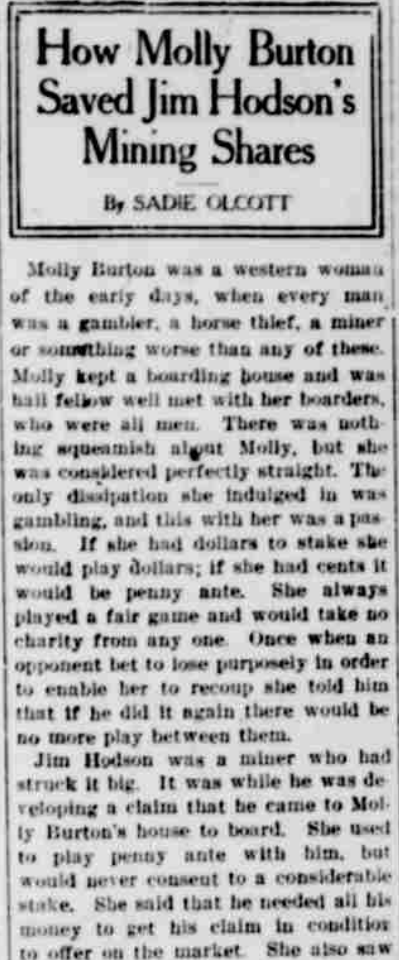 How Molly Burton
Saved Jim Hodson's
Mining Shares
By SADIE OLCOTT
Molly Burton was a western woman
of the early days, when every man
was a gambler, a horse thief, a miner
or something worse than any of these.
Molly kept a boarding house and was
hail fellow well met with her boarders,
who were all men. There was noth-
ing squeamish about Molly, but she
was considered perfectly straight. The
only dissipation she indulged in was
gambling, and this with her was a pas-
sion. If she had dollars to stake she
would play dollars; if she had cents it
would be penny ante. She always
played a fair game and would take no
charity from any one. Once when an
opponent bet to lose purposely in order
to enable her to recoup she told him
that if he did it again there would be
no more play between them.
Jim Hodson was a miner who had
struck it big. It was while he was de-
veloping a claim that he came to Mol-
ly Burton's house to board. She used
to play penny ante with him, but
would never consent to a considerable
stake. She said that he needed all his
money to get his claim in condition
to offer on the market. She also saw